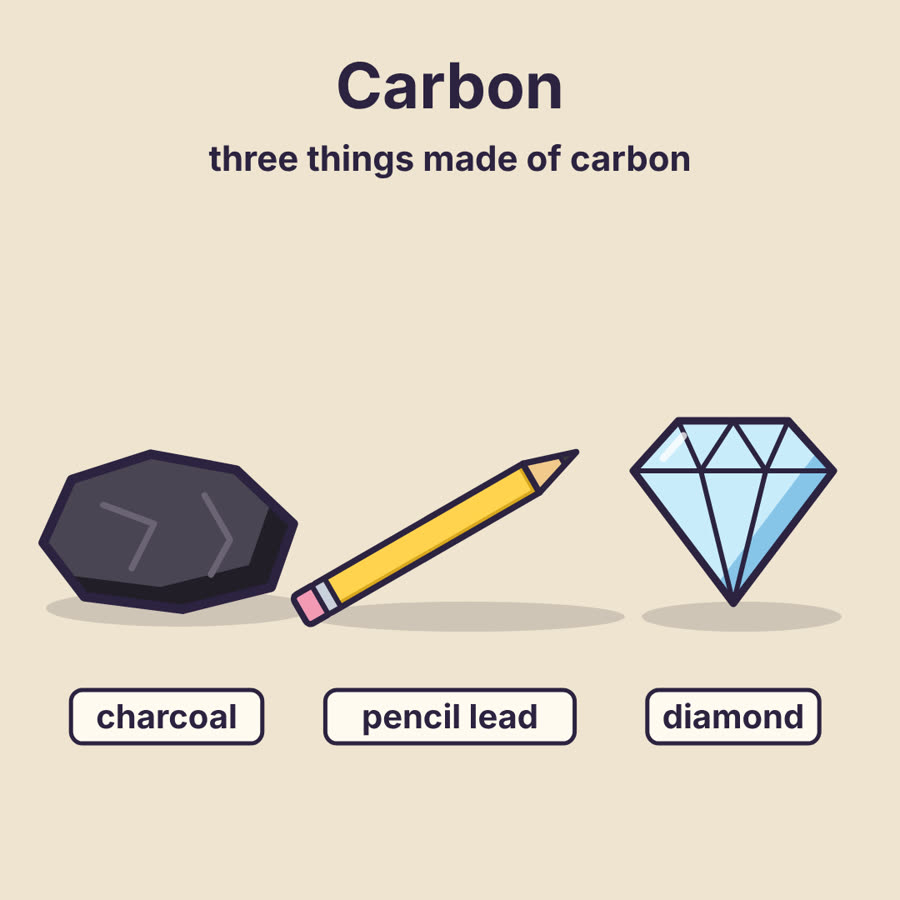 Carbon
three things made of carbon
charcoal
pencil lead
diamond